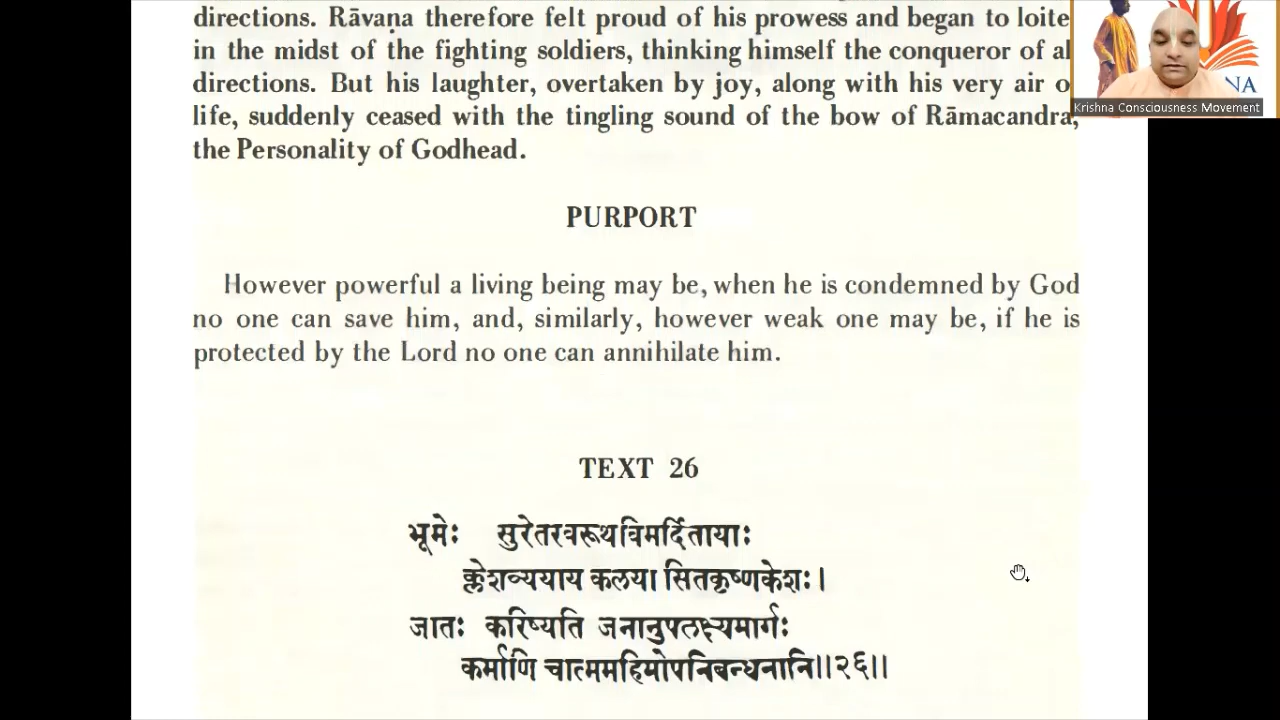 directions. Rāvaṇa therefore felt proud of his prowess and began to loite
in the midst of the fighting soldiers, thinking himself the conqueror of al
directions. But his laughter, overtaken by joy, along with his very air o
life, suddenly ceased with the tingling sound of the bow of Rāmacandra,
the Personality of Godhead.
NA
Krishna Consciousness Movement
PURPORT
However powerful a living being may be, when he is condemned by God
no one can save him, and, similarly, however weak one may be, if he is
protected by the Lord no one can annihilate him.
TEXT 26
भूमेः सुरेतरवरूथविमर्दितायाः
क्लेशव्ययाय कलया सितकृष्णकेशः।
जातः करिष्यति जनानुपलक्ष्यमार्गः
कर्माणि चात्ममहिमोपनिबन्धनानि॥२६॥